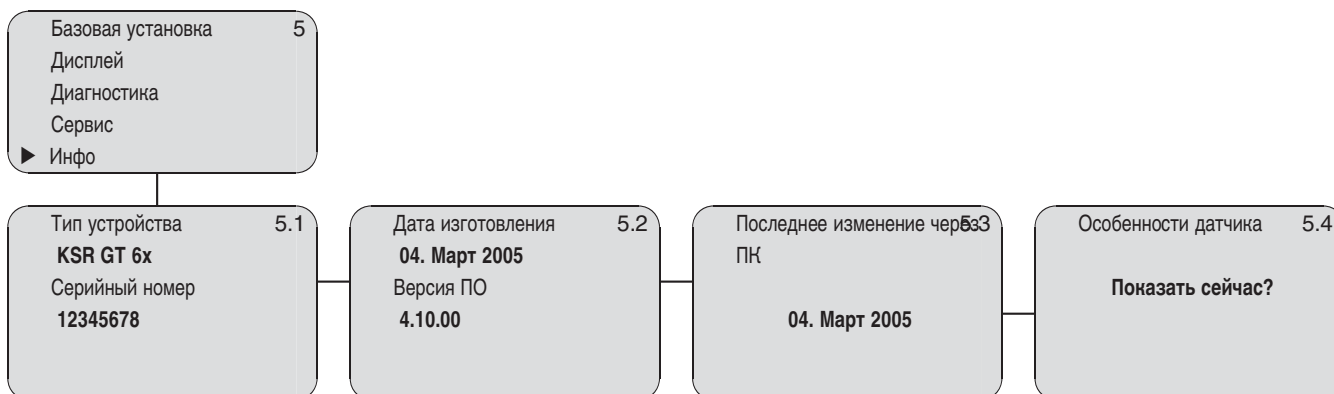 Базовая установка 5
Дисплей
Диагностика
Сервис
▶ Инфо
Тип устройства 5.1
KSR GT 6x
Серийный номер
12345678
Дата изготовления 5.2
04. Март 2005
Версия ПО
4.10.00
Последнее изменение через 5.3
ПК
04. Март 2005
Особенности датчика 5.4
Показать сейчас?